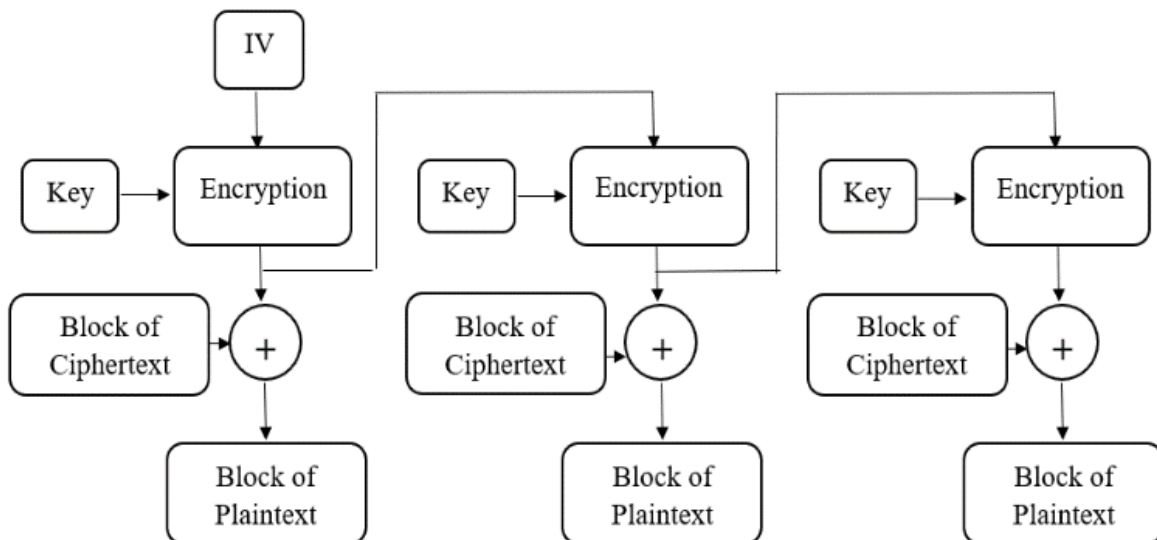 IV
Key
Encryption
Key
Encryption
Key
Encryption
Block of
Ciphertext
+
Block of
Ciphertext
+
Block of
Ciphertext
+
Block of
Plaintext
Block of
Plaintext
Block of
Plaintext